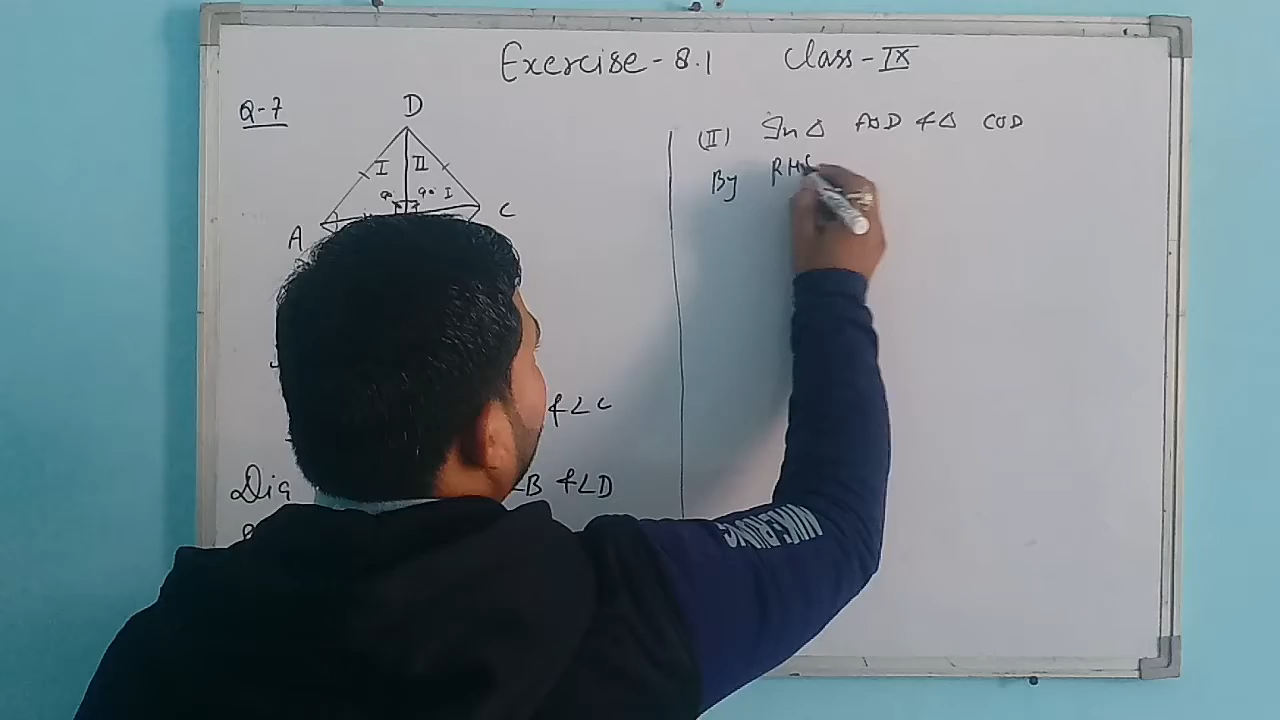 Exercise - 8.1 Class - IX
Q-7
D
I II
90 90 I
A C
& ∠C
Dia ∠B & ∠D
(II) In △ AOD & △ COD
By RHS